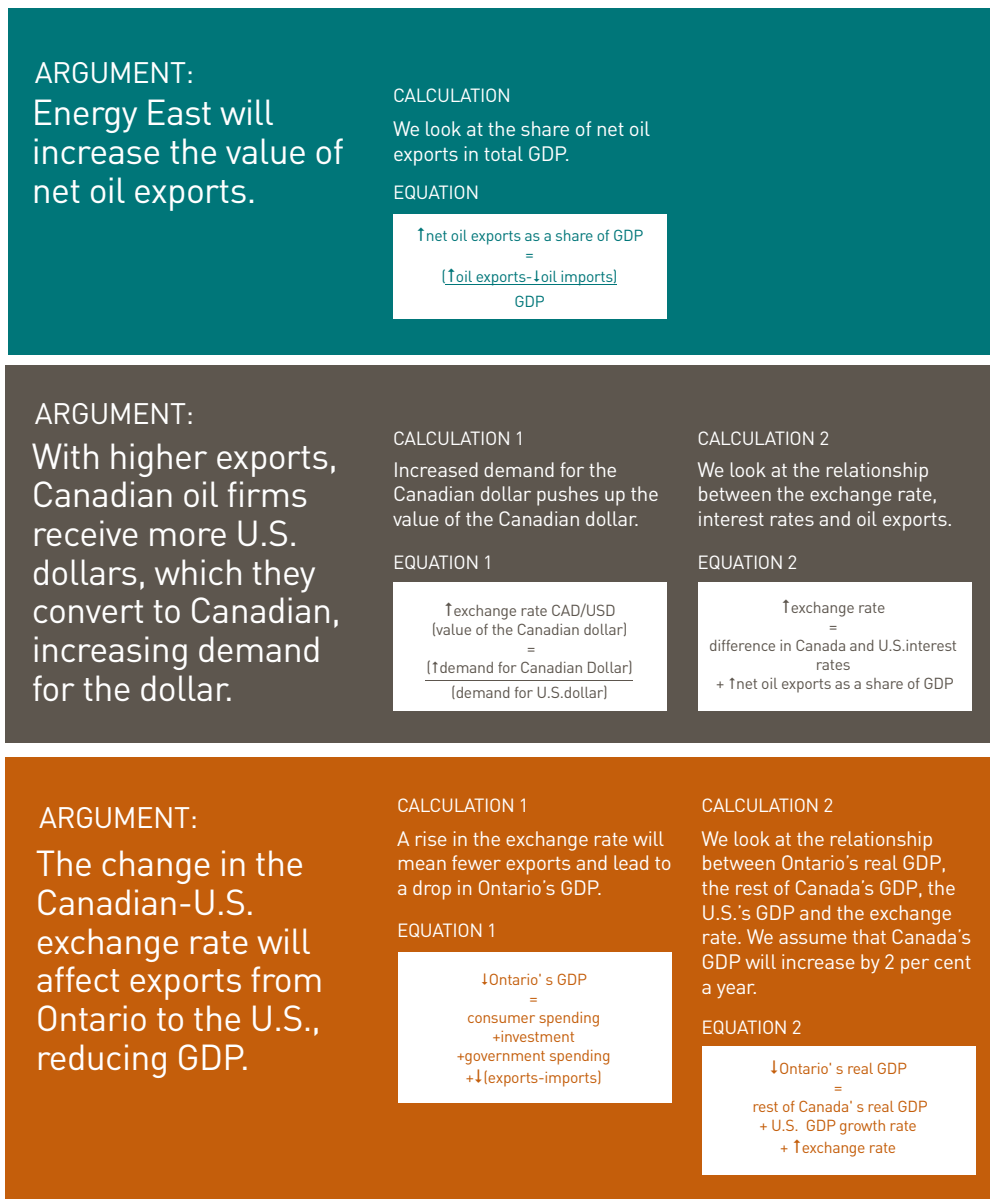 ARGUMENT:
Energy East will
increase the value of
net oil exports.
CALCULATION
We look at the share of net oil
exports in total GDP.
EQUATION
↑net oil exports as a share of GDP
=
(↑oil exports-↓oil imports)
GDP
ARGUMENT:
With higher exports,
Canadian oil firms
receive more U.S.
dollars, which they
convert to Canadian,
increasing demand
for the dollar.
CALCULATION 1
Increased demand for the
Canadian dollar pushes up the
value of the Canadian dollar.
EQUATION 1
↑exchange rate CAD/USD
(value of the Canadian dollar)
=
(↑demand for Canadian Dollar)
(demand for U.S.dollar)
CALCULATION 2
We look at the relationship
between the exchange rate,
interest rates and oil exports.
EQUATION 2
↑exchange rate
=
difference in Canada and U.S.interest
rates
+ ↑net oil exports as a share of GDP
ARGUMENT:
The change in the
Canadian-U.S.
exchange rate will
affect exports from
Ontario to the U.S.,
reducing GDP.
CALCULATION 1
A rise in the exchange rate will
mean fewer exports and lead to
a drop in Ontario's GDP.
EQUATION 1
↓Ontario' s GDP
=
consumer spending
+investment
+government spending
+↓(exports-imports)
CALCULATION 2
We look at the relationship
between Ontario's real GDP,
the rest of Canada's GDP, the
U.S.'s GDP and the exchange
rate. We assume that Canada's
GDP will increase by 2 per cent
a year.
EQUATION 2
↓Ontario' s real GDP
=
rest of Canada' s real GDP
+ U.S. GDP growth rate
+ ↑exchange rate